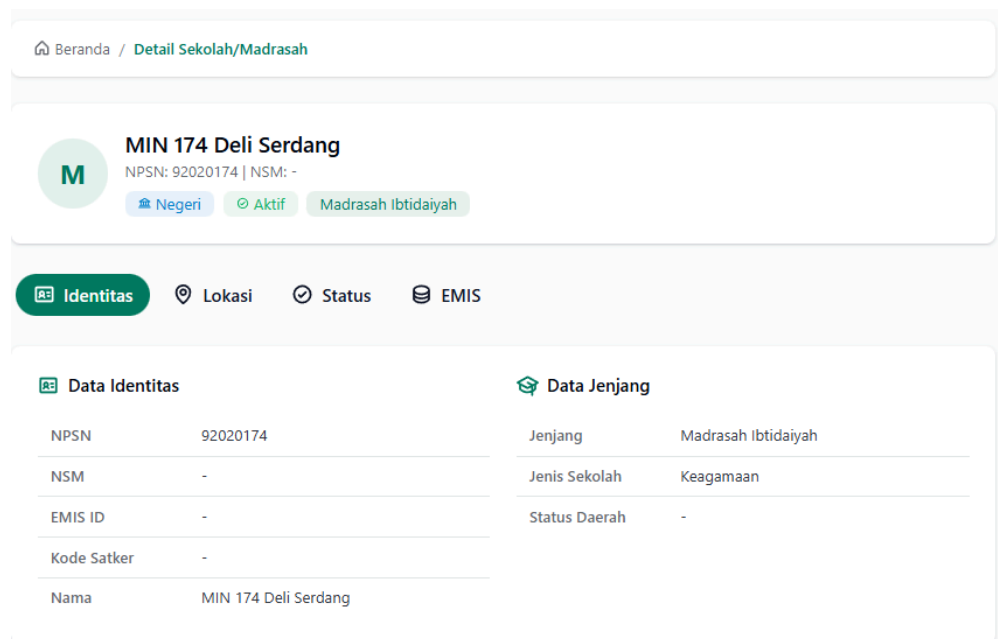 Beranda / Detail Sekolah/Madrasah
M
MIN 174 Deli Serdang
NPSN: 92020174 | NSM: -
Negeri Aktif Madrasah Ibtidaiyah
Identitas Lokasi Status EMIS
Data Identitas
NPSN 92020174
NSM -
EMIS ID -
Kode Satker -
Nama MIN 174 Deli Serdang
Data Jenjang
Jenjang Madrasah Ibtidaiyah
Jenis Sekolah Keagamaan
Status Daerah -